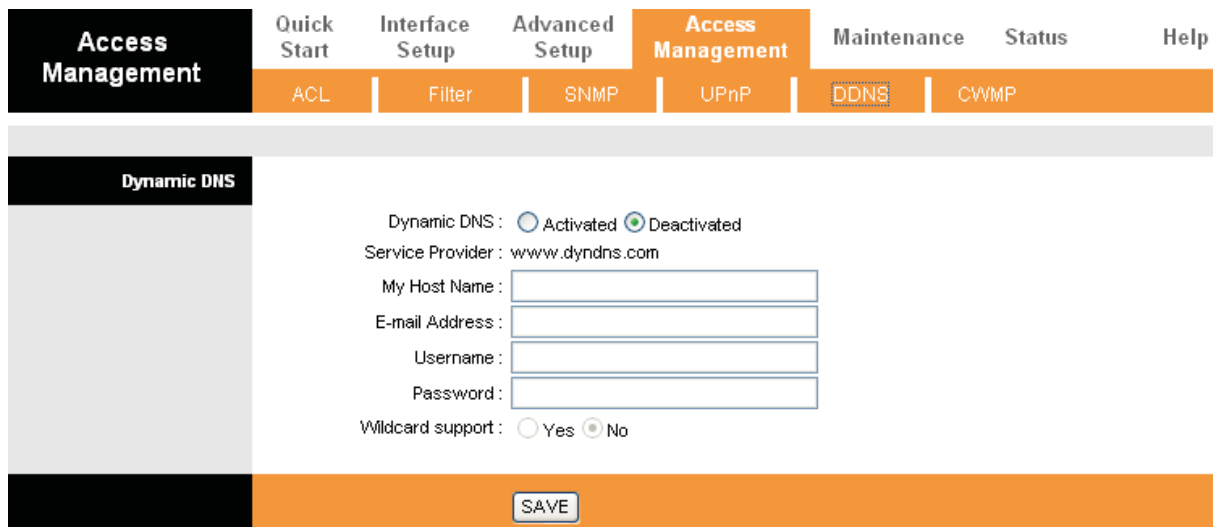 Access
Management
Quick
Start
Interface
Setup
Advanced
Setup
Access
Management
Maintenance
Status
Help
ACL
Filter
SNMP
UPnP
DDNS
CWMP
Dynamic DNS
Dynamic DNS : Activated Deactivated
Service Provider : www.dyndns.com
My Host Name :
E-mail Address :
Username :
Password :
Wildcard support : Yes No
SAVE